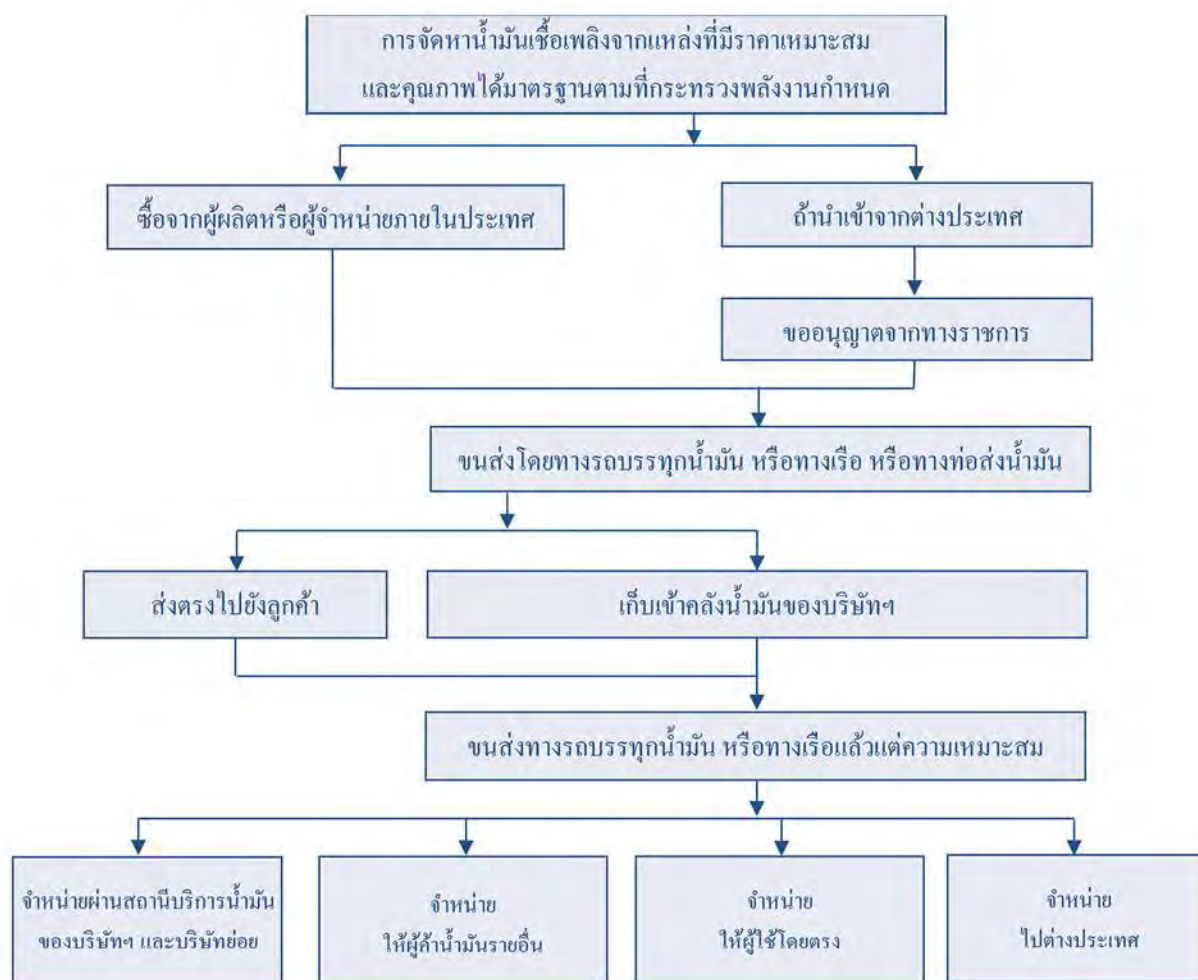 การจัดหาน้ำมันเชื้อเพลิงจากแหล่งที่มีราคาเหมาะสม
และคุณภาพได้มาตรฐานตามที่กระทรวงพลังงานกำหนด
ซื้อจากผู้ผลิตหรือผู้จำหน่ายภายในประเทศ
ถ้านำเข้าจากต่างประเทศ
ขออนุญาตจากทางราชการ
ขนส่งโดยทางรถบรรทุกน้ำมัน หรือทางเรือ หรือทางท่อส่งน้ำมัน
ส่งตรงไปยังลูกค้า
เก็บเข้าคลังน้ำมันของบริษัทฯ
ขนส่งทางรถบรรทุกน้ำมัน หรือทางเรือแล้วแต่ความเหมาะสม
จำหน่ายผ่านสถานีบริการน้ำมัน
ของบริษัทฯ และบริษัทย่อย
จำหน่าย
ให้ผู้ค้าน้ำมันรายอื่น
จำหน่าย
ให้ผู้ใช้โดยตรง
จำหน่าย
ไปต่างประเทศ